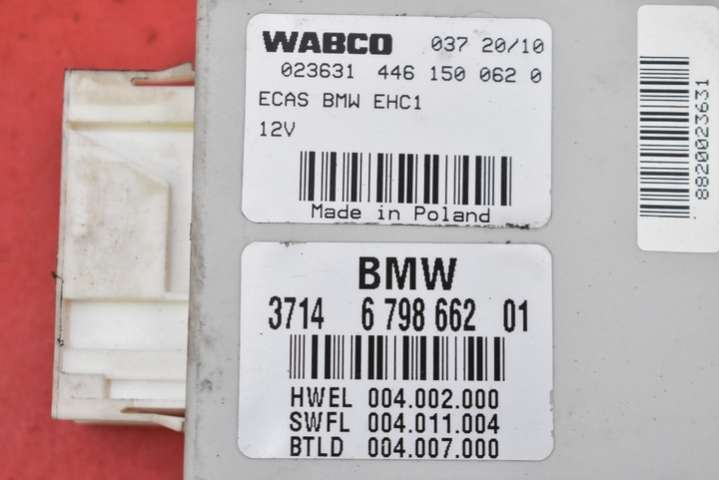 WABCO 037 20/10
023631 446 150 062 0
ECAS BMW EHC1
12V
Made in Poland
8820023631
BMW
3714 6 798 662 01
HWEL 004.002.000
SWFL 004.011.004
BTLD 004.007.000